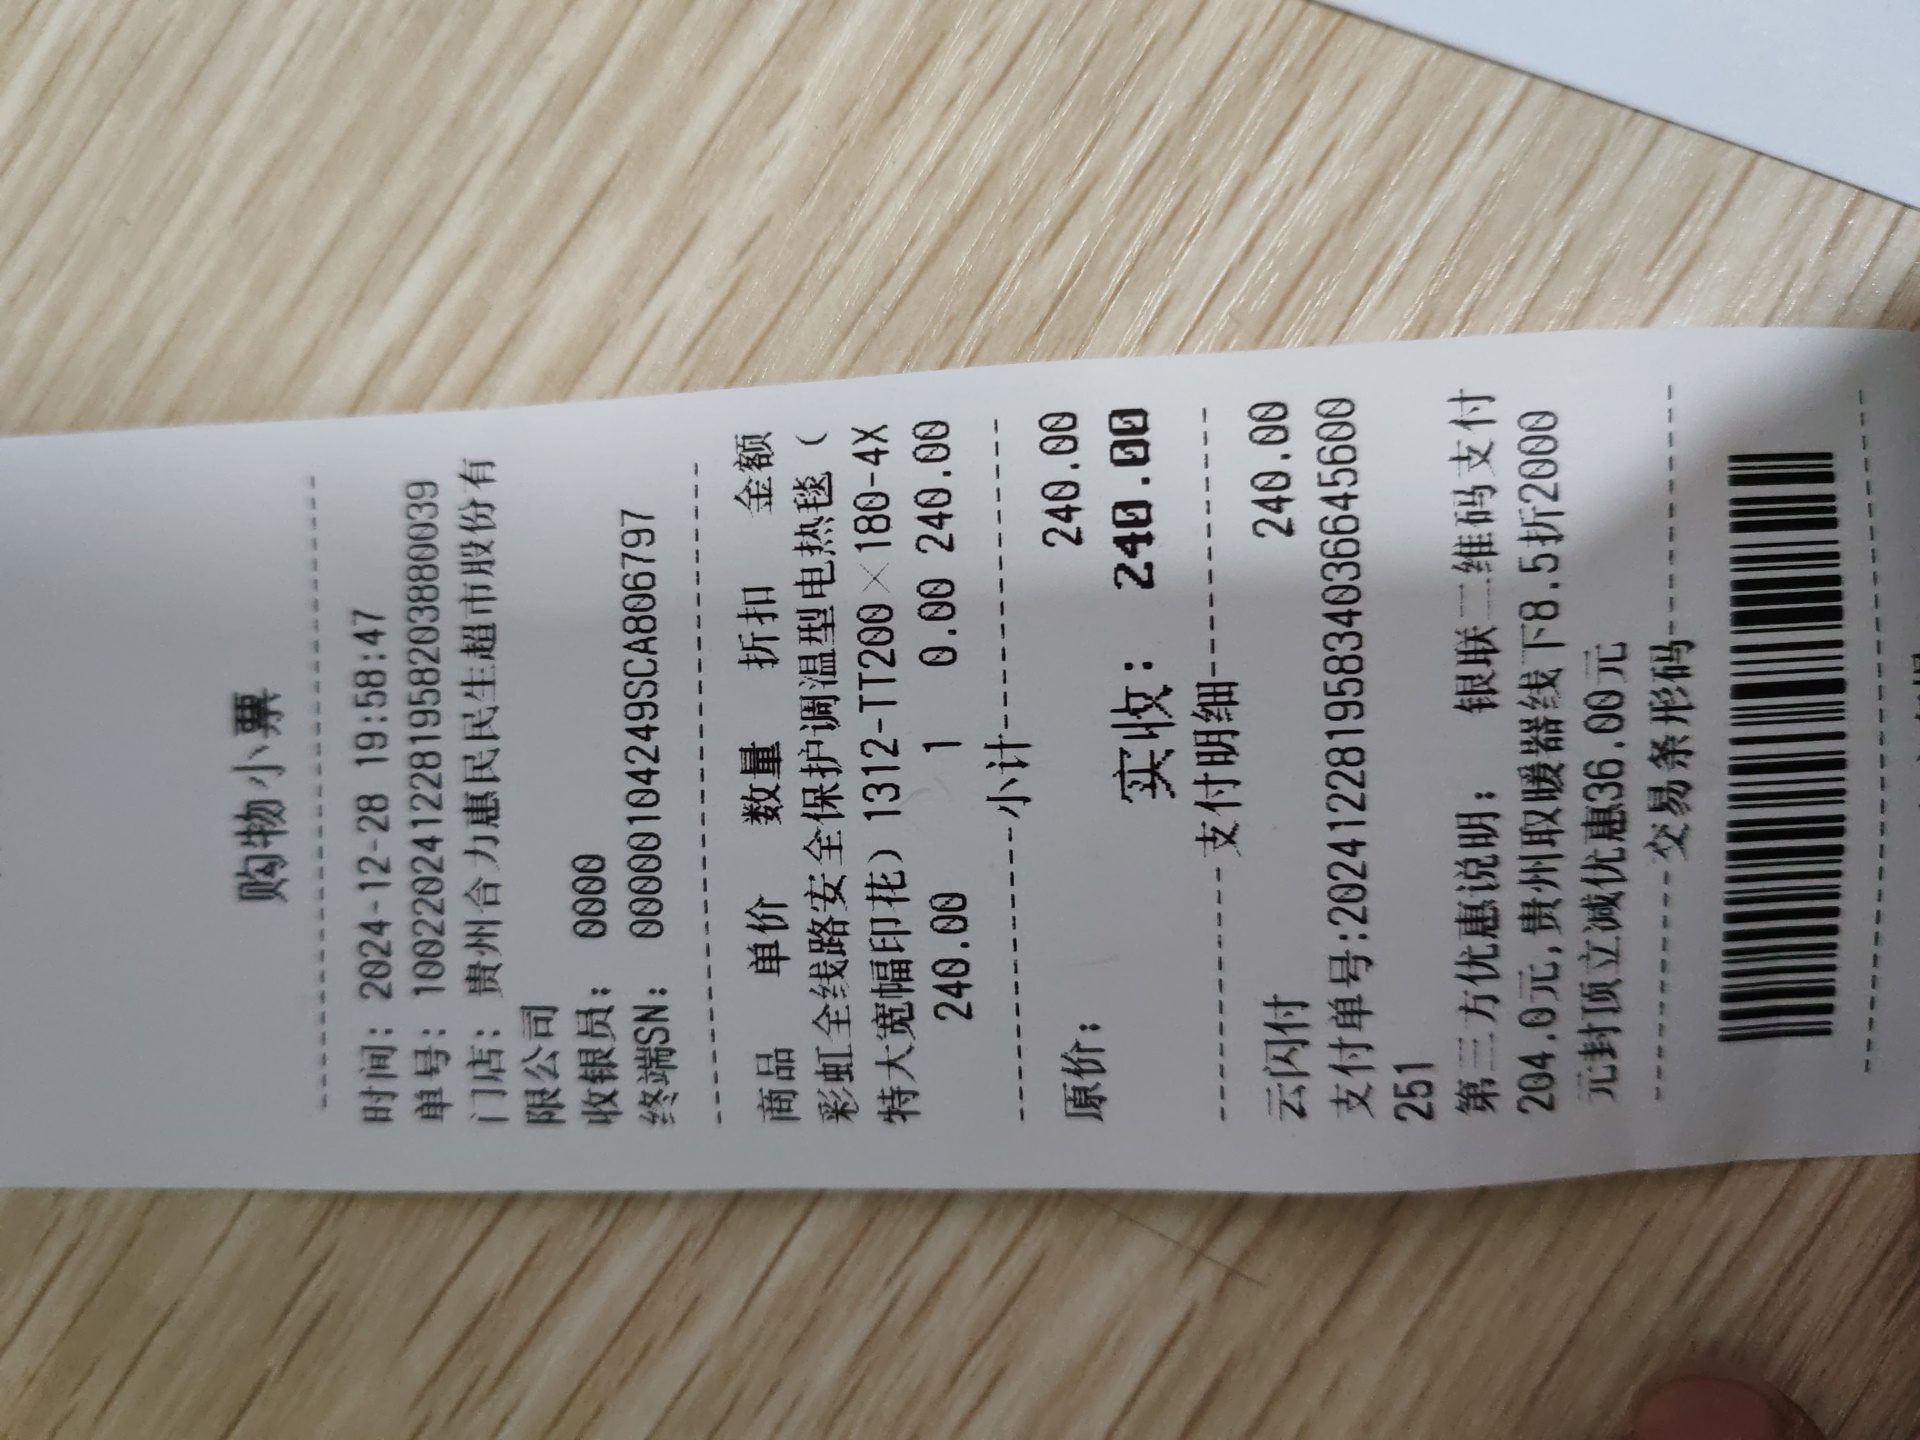 购物小票
时间：2024-12-28 19:58:47
单号：1002202412281958203880039
门店：贵州合力惠民民生超市股份有
限公司
收银员：0000
终端SN：00000104249SCA806797
商品 单价 数量 折扣 金额
彩虹全线路安全保护调温型电热毯（
特大宽幅印花）1312-TT200×180-4X
240.00 1 0.00 240.00
小计
原价： 240.00
实收：240.00
支付明细
云闪付 240.00
支付单号:20241228195834036645600
251
第三方优惠说明： 银联二维码支付
204.0元,贵州取暖器线下8.5折2000
元封顶立减优惠36.00元
交易条形码